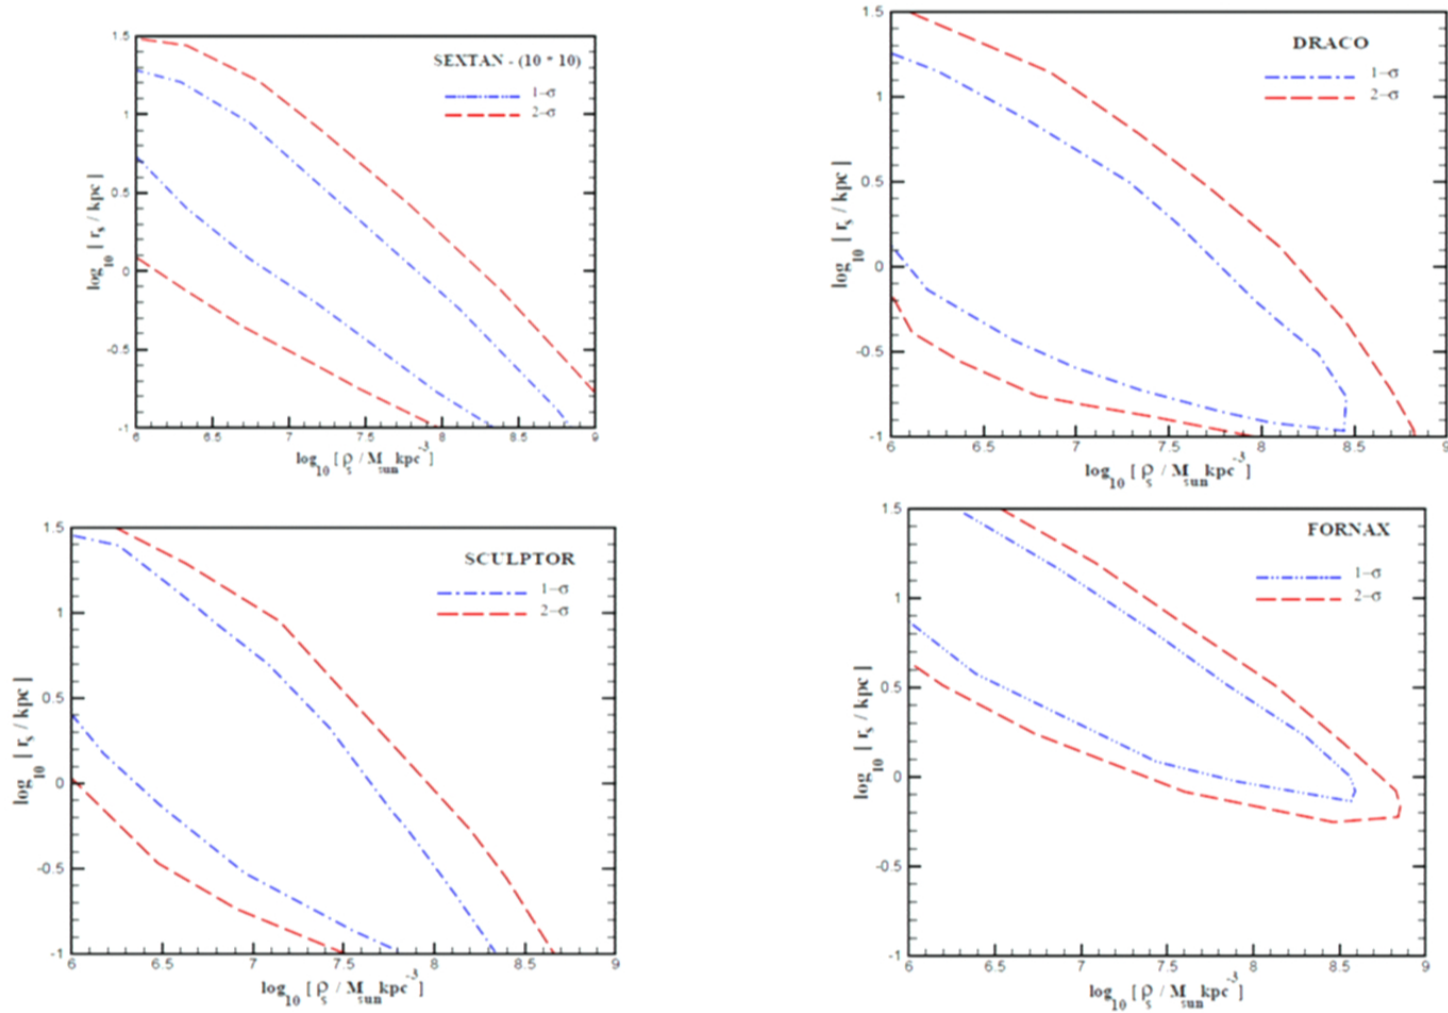 SEXTAN - (10 * 10)
1-σ
2-σ
1.5
1
0.5
0
-0.5
-1
6
6.5
7
7.5
8
8.5
9
log10 [ rs / kpc ]
log10 [ ρs / Msun kpc-3 ]
DRACO
1-σ
2-σ
1.5
1
0.5
0
-0.5
-1
6
6.5
7
7.5
8
8.5
9
log10 [ rs / kpc ]
log10 [ ρs / Msun kpc-3 ]
SCULPTOR
1-σ
2-σ
1.5
1
0.5
0
-0.5
-1
6
6.5
7
7.5
8
8.5
9
log10 [ rs / kpc ]
log10 [ ρs / Msun kpc-3 ]
FORNAX
1-σ
2-σ
1.5
1
0.5
0
-0.5
-1
6
6.5
7
7.5
8
8.5
9
log10 [ rs / kpc ]
log10 [ ρs / Msun kpc-3 ]